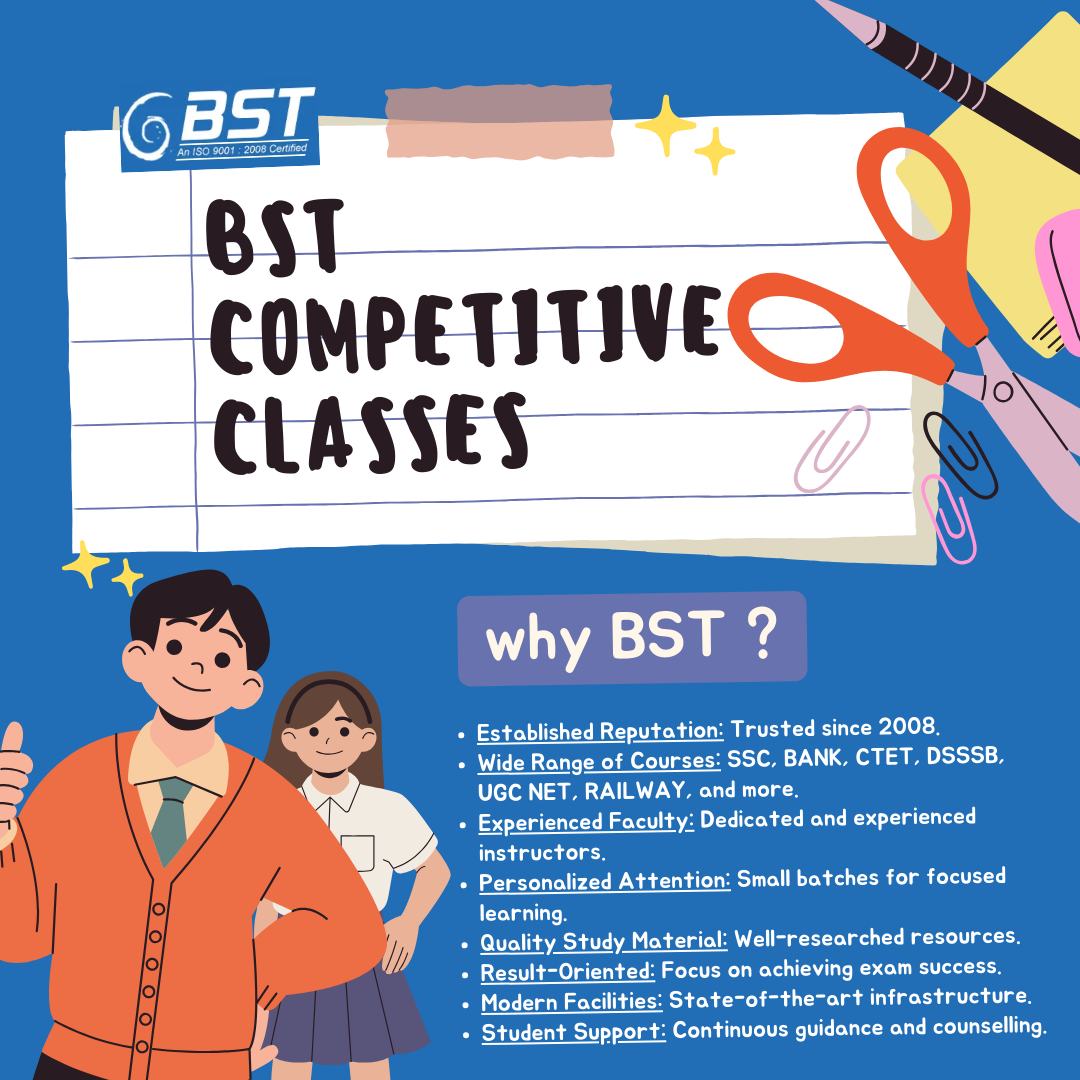 BST
An ISO 9001 : 2008 Certified
BST
COMPETITIVE
CLASSES
why BST ?
• Established Reputation: Trusted since 2008.
• Wide Range of Courses: SSC, BANK, CTET, DSSSB,
UGC NET, RAILWAY, and more.
• Experienced Faculty: Dedicated and experienced
instructors.
• Personalized Attention: Small batches for focused
learning.
• Quality Study Material: Well-researched resources.
• Result-Oriented: Focus on achieving exam success.
• Modern Facilities: State-of-the-art infrastructure.
• Student Support: Continuous guidance and counselling.